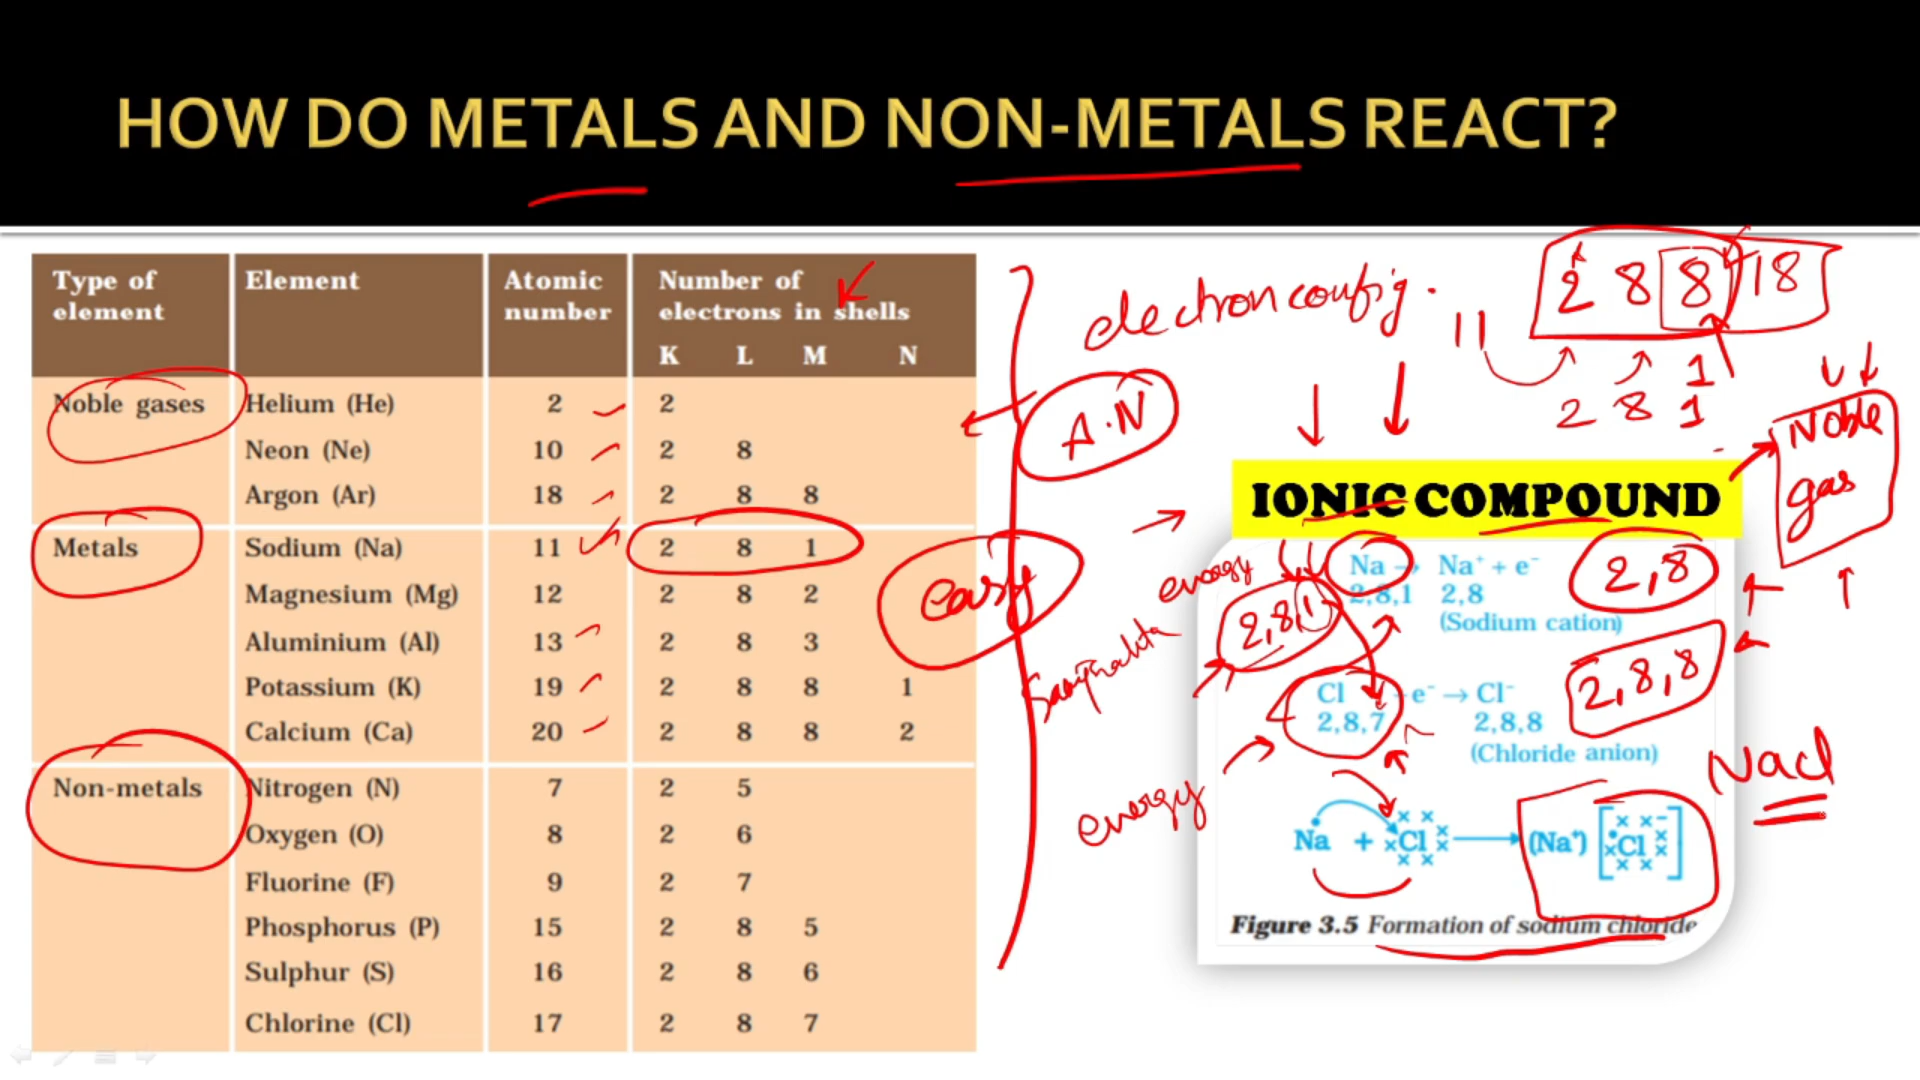 HOW DO METALS AND NON-METALS REACT?
Type of element Element Atomic number Number of electrons in shells
K L M N
Noble gases Helium (He) 2 2
Neon (Ne) 10 2 8
Argon (Ar) 18 2 8 8
Metals Sodium (Na) 11 2 8 1
Magnesium (Mg) 12 2 8 2
Aluminium (Al) 13 2 8 3
Potassium (K) 19 2 8 8 1
Calcium (Ca) 20 2 8 8 2
Non-metals Nitrogen (N) 7 2 5
Oxygen (O) 8 2 6
Fluorine (F) 9 2 7
Phosphorus (P) 15 2 8 5
Sulphur (S) 16 2 8 6
Chlorine (Cl) 17 2 8 7
electron config.
11
2 8 8 18
1
2 8 1
A.N
easy
Noble
gas
IONIC COMPOUND
Na → Na⁺ + e⁻
2,8,1 2,8
(Sodium cation)
2,8
energy
2,8,1
Cl + e⁻ → Cl⁻
2,8,7 2,8,8
(Chloride anion)
2,8,8
energy
Nacl
Na + Cl → (Na⁺) [Cl]⁻
Figure 3.5 Formation of sodium chloride